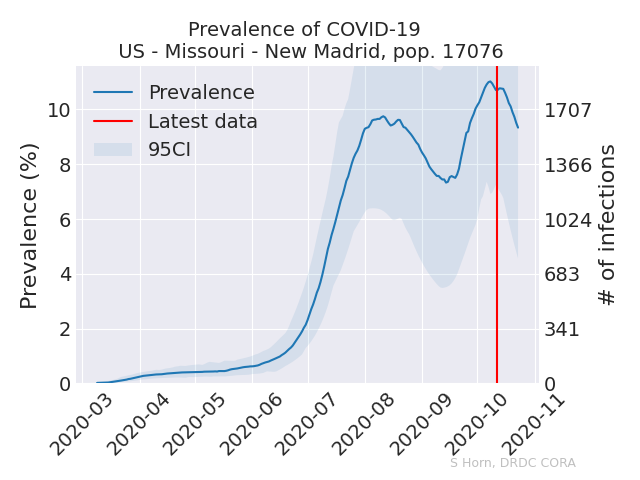 Prevalence of COVID-19
US - Missouri - New Madrid, pop. 17076
Prevalence
Latest data
95CI
Prevalence (%)
10
8
6
4
2
0
1707
1366
1024
683
341
0
# of infections
2020-03
2020-04
2020-05
2020-06
2020-07
2020-08
2020-09
2020-10
2020-11
S Horn, DRDC CORA